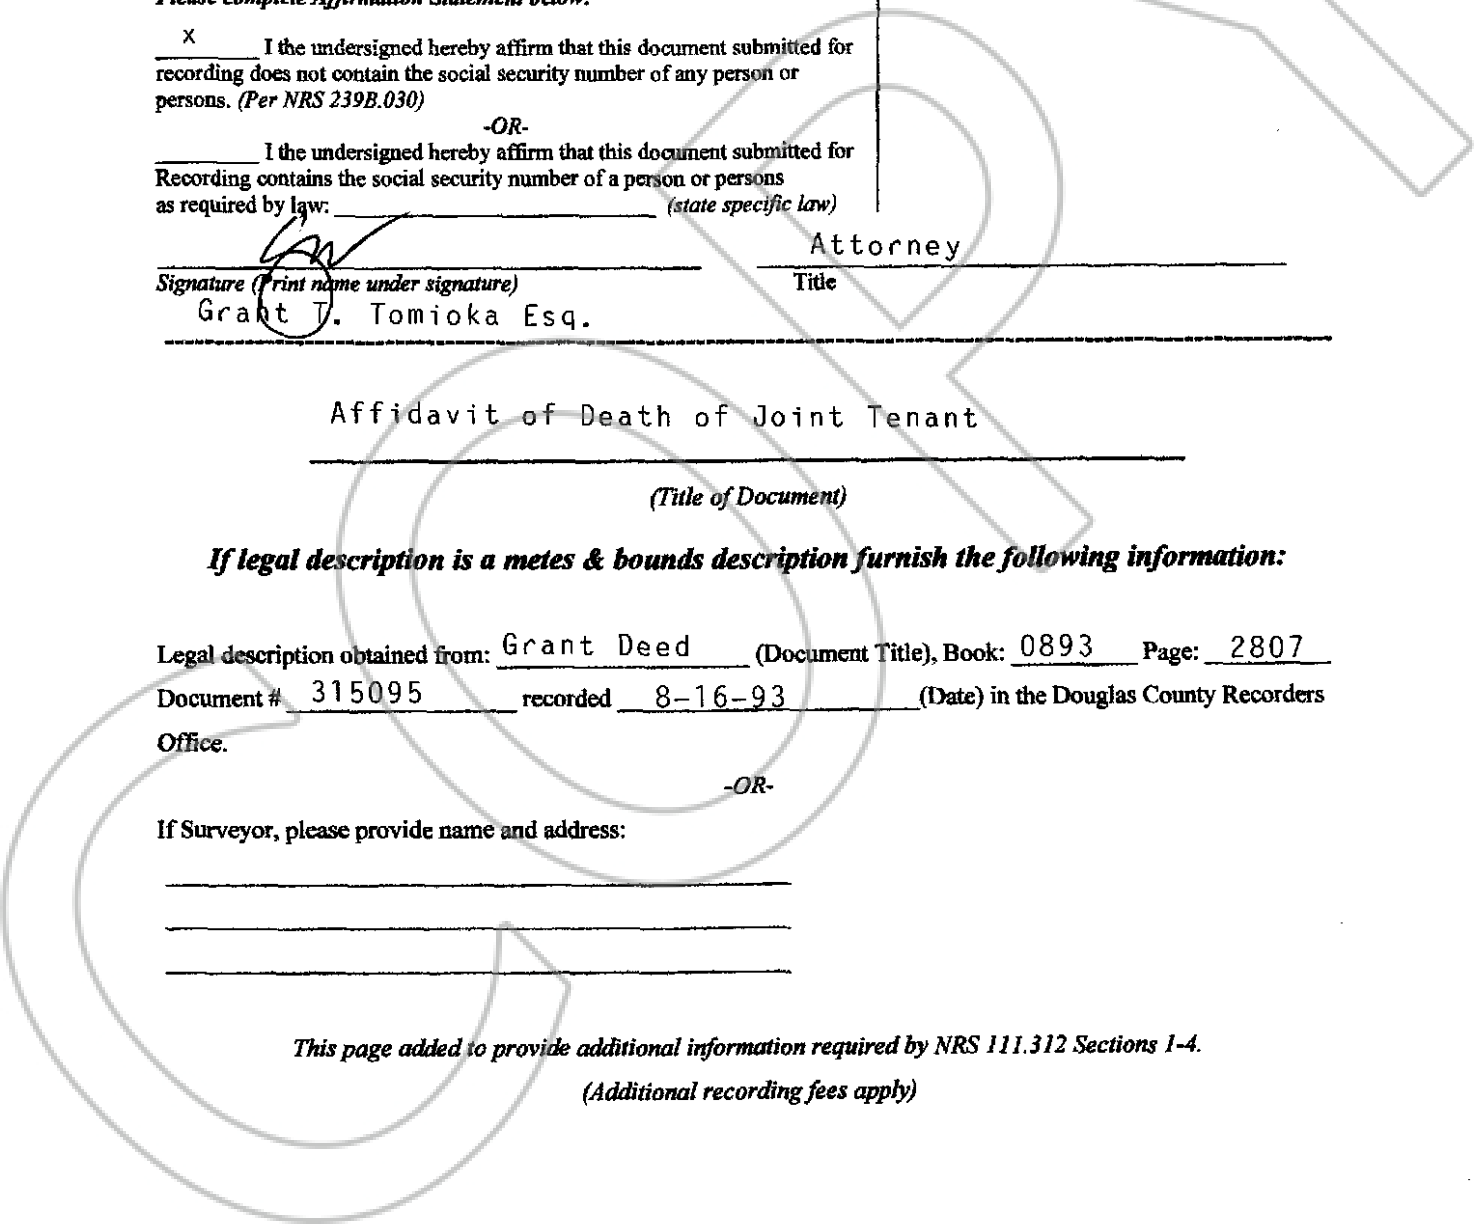 Please complete Affirmation Statement below:
X I the undersigned hereby affirm that this document submitted for
recording does not contain the social security number of any person or
persons. (Per NRS 239B.030)
-OR-
I the undersigned hereby affirm that this document submitted for
Recording contains the social security number of a person or persons
as required by law: (state specific law)
Attorney
Signature (Print name under signature) Title
Grant T. Tomioka Esq.
Affidavit of Death of Joint Tenant
(Title of Document)
If legal description is a metes & bounds description furnish the following information:
Legal description obtained from: Grant Deed (Document Title), Book: 0893 Page: 2807
Document # 315095 recorded 8-16-93 (Date) in the Douglas County Recorders
Office.
-OR-
If Surveyor, please provide name and address:
This page added to provide additional information required by NRS 111.312 Sections 1-4.
(Additional recording fees apply)
COPY